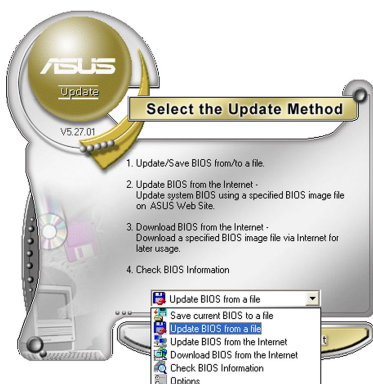 ASUS
Update
V5.27.01
Select the Update Method
1. Update/Save BIOS from/to a file.
2. Update BIOS from the Internet -
Update system BIOS using a specified BIOS image file
on ASUS Web Site.
3. Download BIOS from the Internet -
Download a specified BIOS image file via Internet for
later usage.
4. Check BIOS Information
Update BIOS from a file
Save current BIOS to a file
Update BIOS from a file
Update BIOS from the Internet
Download BIOS from the Internet
Check BIOS Information
Options